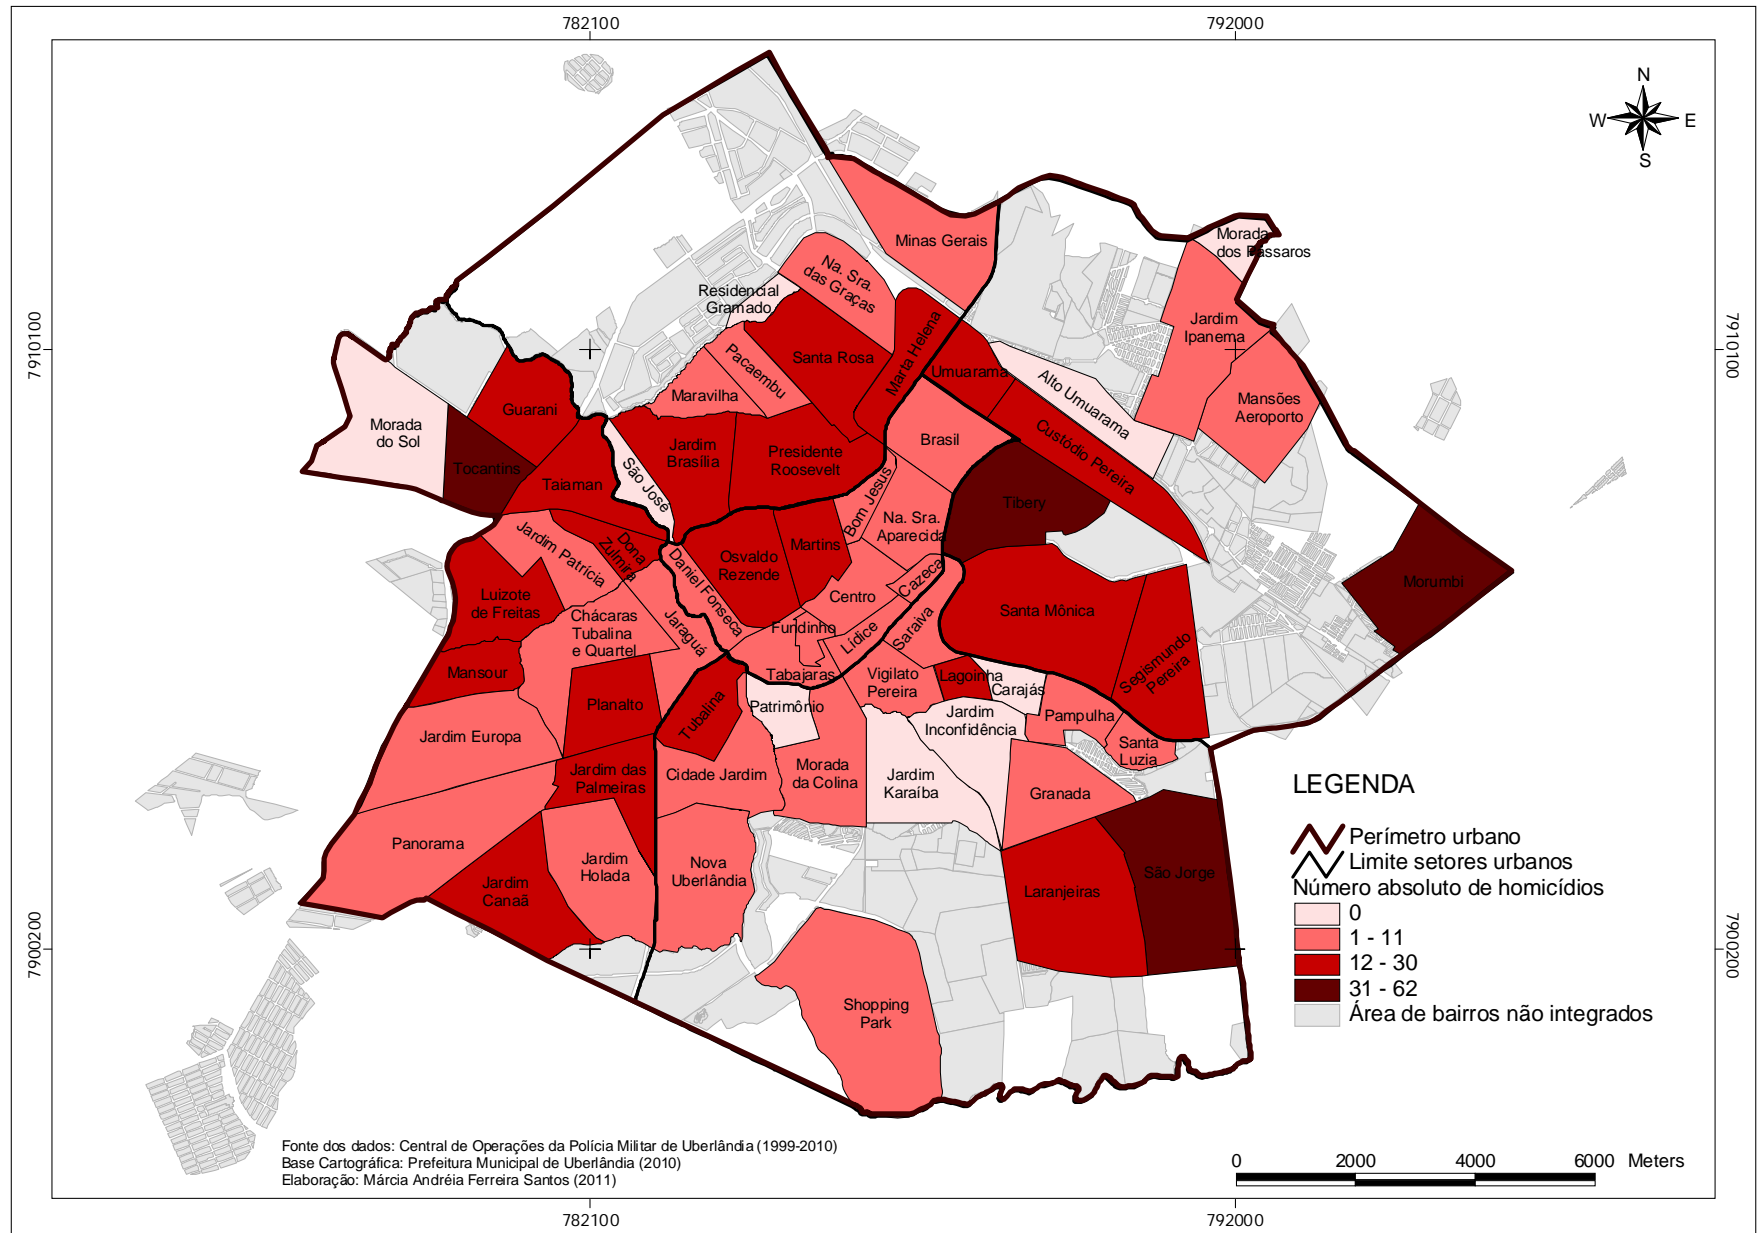 782100
792000
N
W
E
S
7910100
7910100
Minas Gerais
Morada
dos Pássaros
Na. Sra.
das Graças
Residencial
Gramado
Jardim
Ipanema
Marta Helena
Santa Rosa
Pacaembu
Maravilha
Umuarama
Alto Umuarama
Mansões
Aeroporto
Guarani
Morada
do Sol
Brasil
Custódio Pereira
Jardim
Brasília
Presidente
Roosevelt
Tocantins
Taiaman
São José
Bom Jesus
Tibery
Na. Sra.
Aparecida
Jardim Patrícia
Dona
Zulmira
Martins
Osvaldo
Rezende
Daniel Fonseca
Cazeca
Morumbi
Luizote
de Freitas
Centro
Santa Mônica
Chácaras
Tubalina
e Quartel
Jaraguá
Fundinho
Lídice
Saraiva
Segismundo
Pereira
Mansour
Tabajaras
Vigilato
Pereira
Lagoinha
Carajás
Planalto
Tubalina
Patrimônio
Jardim
Inconfidência
Pampulha
Jardim Europa
Santa
Luzia
Jardim das
Palmeiras
Cidade Jardim
Morada
da Colina
Jardim
Karaíba
Granada
Panorama
Jardim
Holada
Nova
Uberlândia
Jardim
Canaã
Laranjeiras
São Jorge
Shopping
Park
LEGENDA
Perímetro urbano
Limite setores urbanos
Número absoluto de homicídios
0
1 - 11
12 - 30
31 - 62
Área de bairros não integrados
7900200
7900200
Fonte dos dados: Central de Operações da Polícia Militar de Uberlândia (1999-2010)
Base Cartográfica: Prefeitura Municipal de Uberlândia (2010)
Elaboração: Márcia Andréia Ferreira Santos (2011)
0 2000 4000 6000 Meters
782100
792000